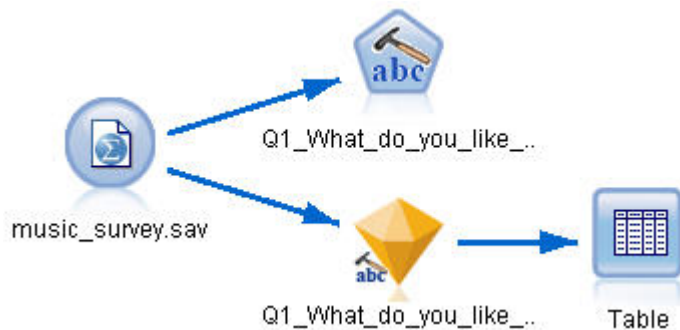 abc
Q1_What_do_you_like_..
music_survey.sav
abc
Q1_What_do_you_like_..
Table